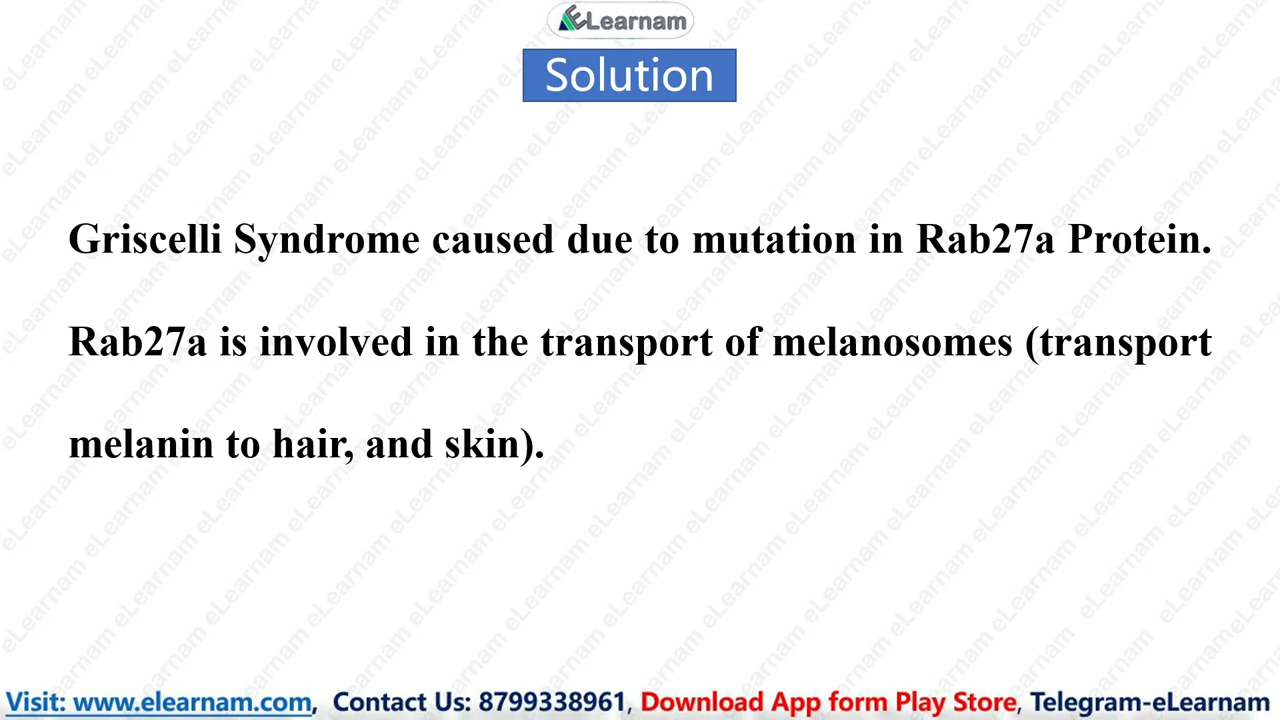 eLearnam
Solution
Griscelli Syndrome caused due to mutation in Rab27a Protein.
Rab27a is involved in the transport of melanosomes (transport
melanin to hair, and skin).
Visit: www.elearnam.com, Contact Us: 8799338961, Download App form Play Store, Telegram-eLearnam